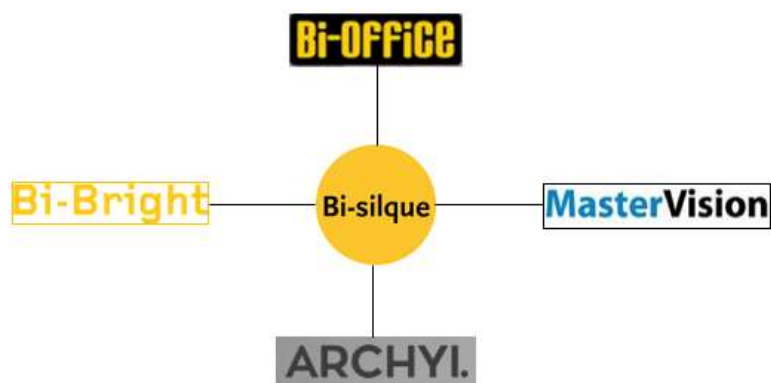 Bi-OFFiCE
Bi-Bright
Bi-silque
MasterVision
ARCHYI.